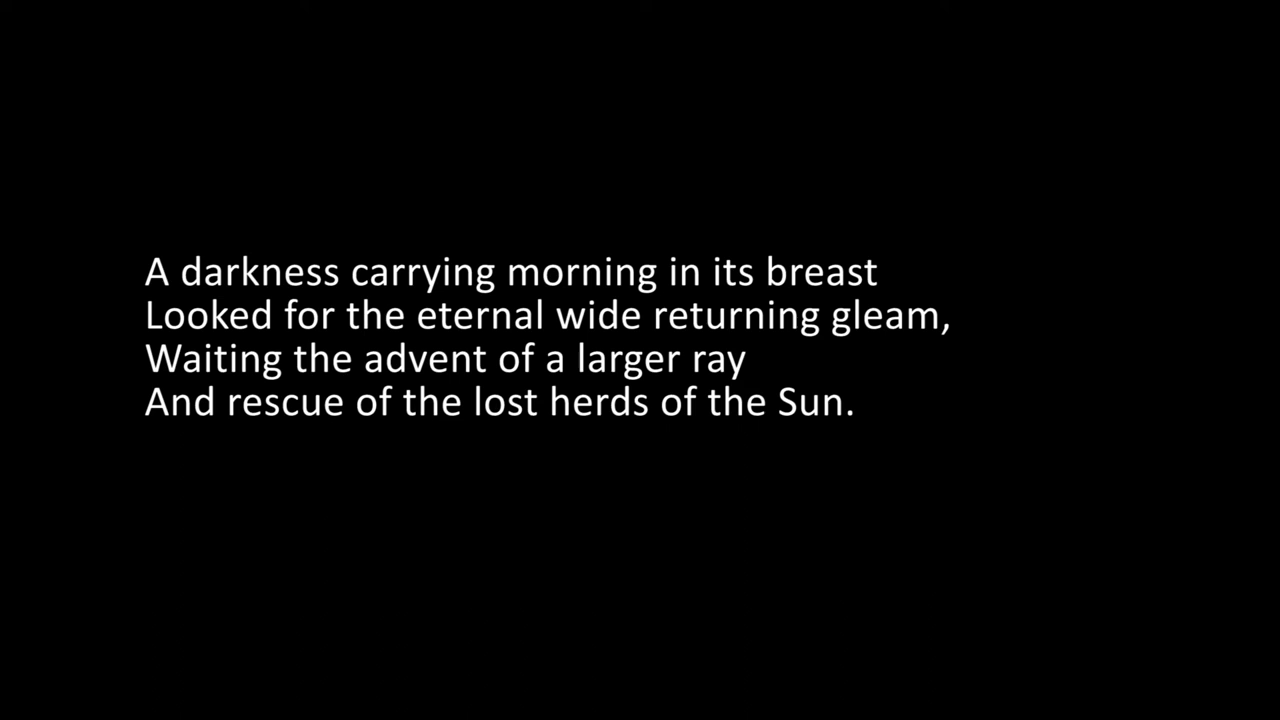 A darkness carrying morning in its breast
Looked for the eternal wide returning gleam,
Waiting the advent of a larger ray
And rescue of the lost herds of the Sun.